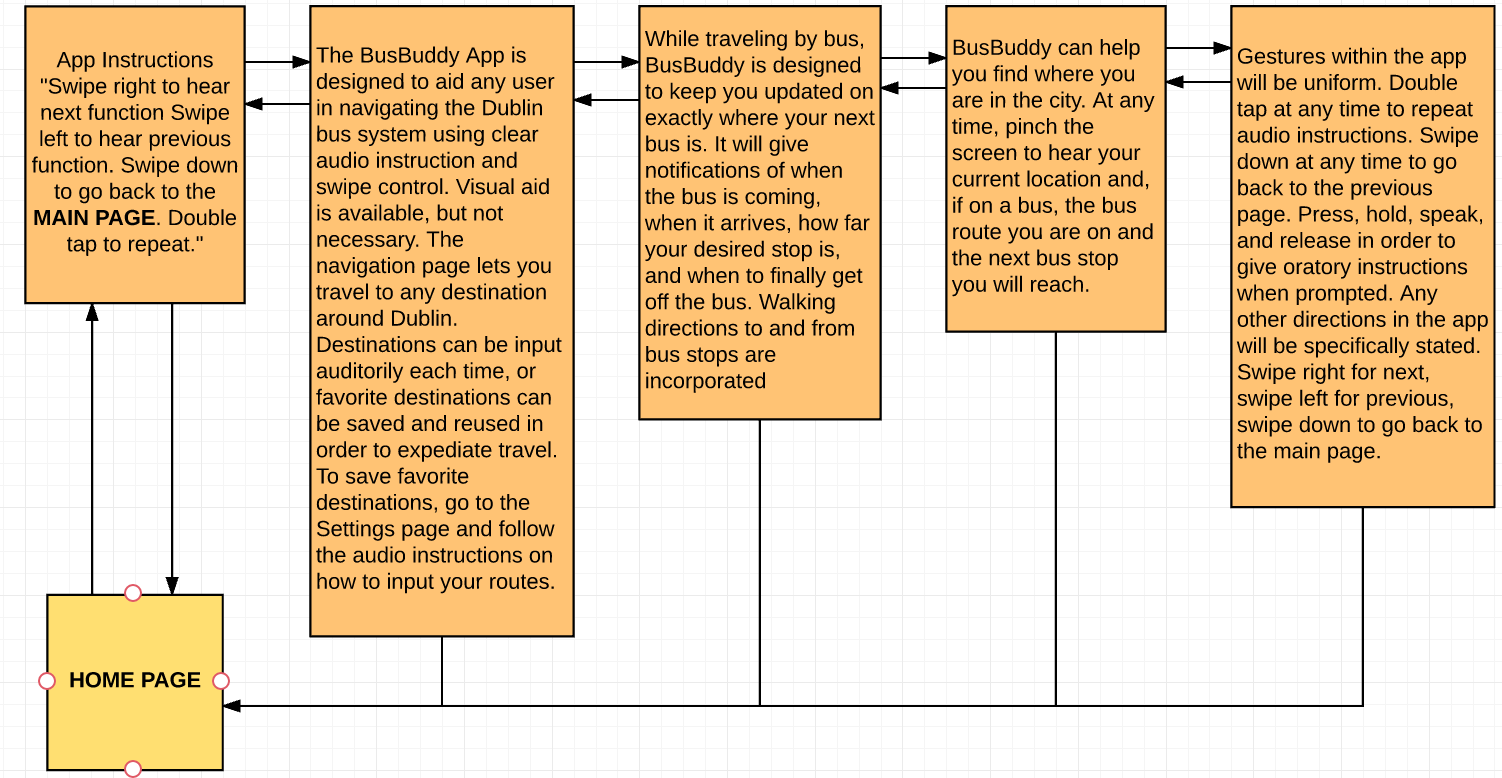 App Instructions
"Swipe right to hear
next function Swipe
left to hear previous
function. Swipe down
to go back to the
MAIN PAGE. Double
tap to repeat."
The BusBuddy App is
designed to aid any user
in navigating the Dublin
bus system using clear
audio instruction and
swipe control. Visual aid
is available, but not
necessary. The
navigation page lets you
travel to any destination
around Dublin.
Destinations can be input
auditorily each time, or
favorite destinations can
be saved and reused in
order to expediate travel.
To save favorite
destinations, go to the
Settings page and follow
the audio instructions on
how to input your routes.
While traveling by bus,
BusBuddy is designed
to keep you updated on
exactly where your next
bus is. It will give
notifications of when
the bus is coming,
when it arrives, how far
your desired stop is,
and when to finally get
off the bus. Walking
directions to and from
bus stops are
incorporated
BusBuddy can help
you find where you
are in the city. At any
time, pinch the
screen to hear your
current location and,
if on a bus, the bus
route you are on and
the next bus stop
you will reach.
Gestures within the app
will be uniform. Double
tap at any time to repeat
audio instructions. Swipe
down at any time to go
back to the previous
page. Press, hold, speak,
and release in order to
give oratory instructions
when prompted. Any
other directions in the app
will be specifically stated.
Swipe right for next,
swipe left for previous,
swipe down to go back to
the main page.
HOME PAGE